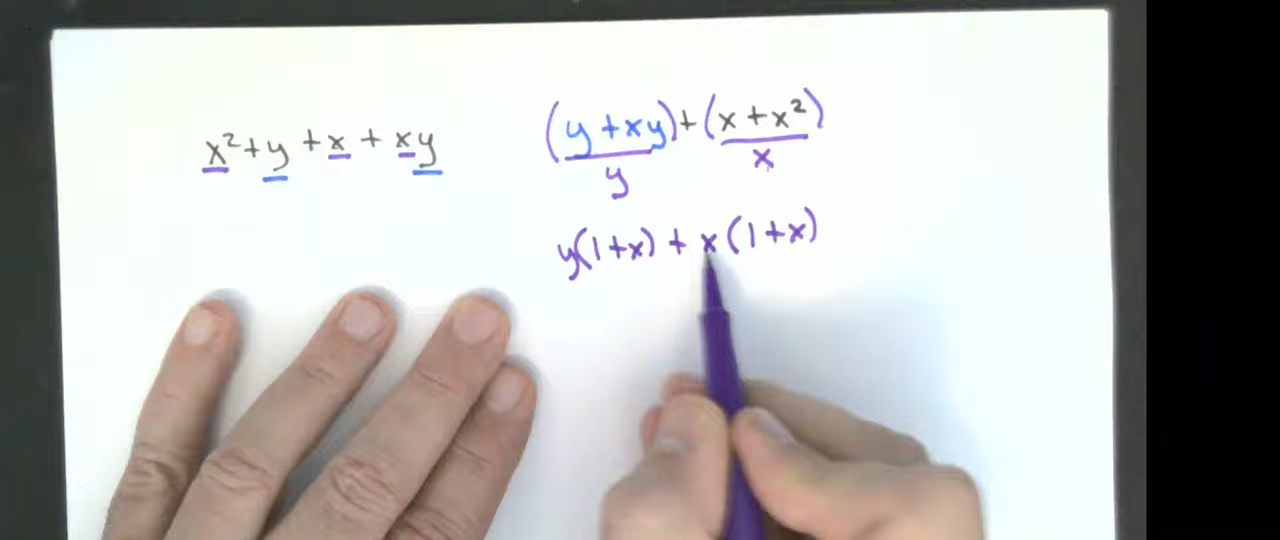 x² + y + x + xy
(y + xy) + (x + x²)
y x
y(1 + x) + x(1 + x)